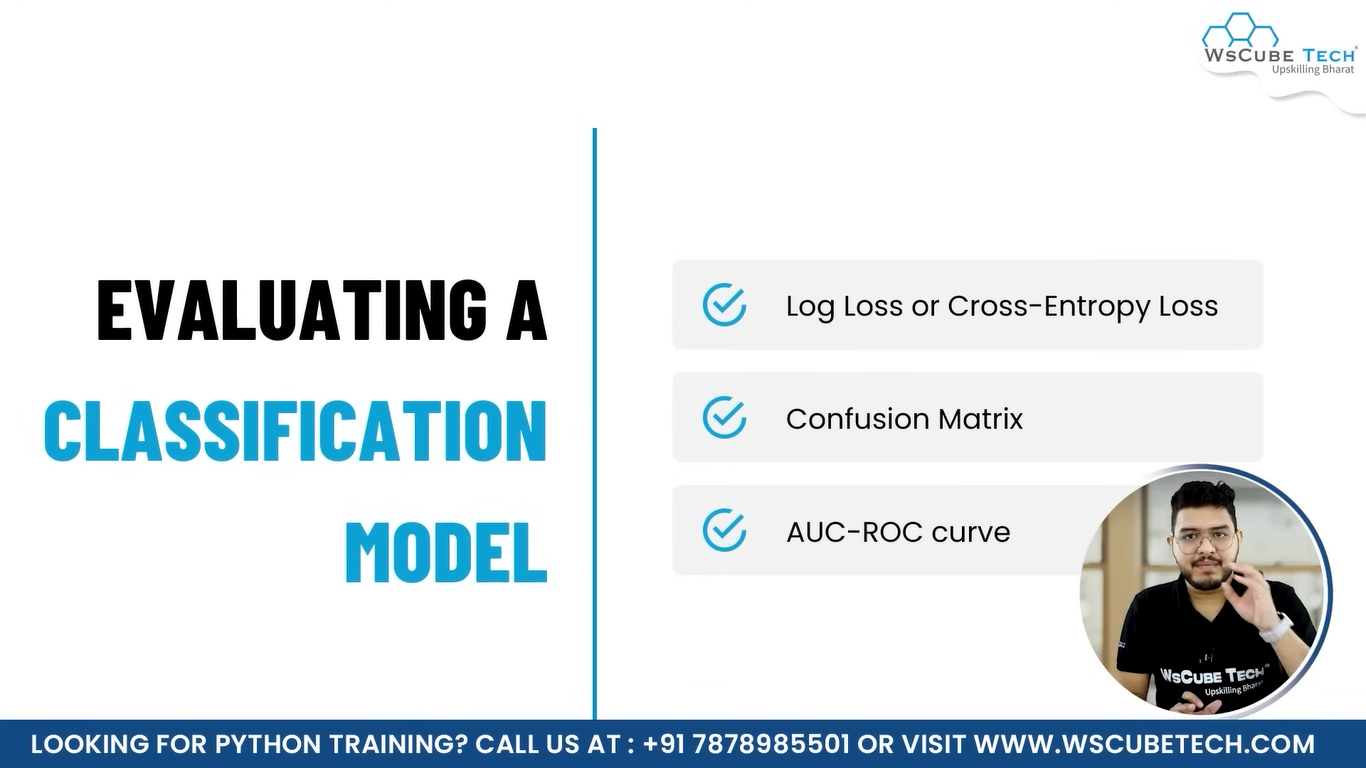 WSCUBE TECH
Upskilling Bharat
EVALUATING A
CLASSIFICATION
MODEL
Log Loss or Cross-Entropy Loss
Confusion Matrix
AUC-ROC curve
WSCUBE TECH
Upskilling Bharat
LOOKING FOR PYTHON TRAINING? CALL US AT : +91 7878985501 OR VISIT WWW.WSCUBETECH.COM